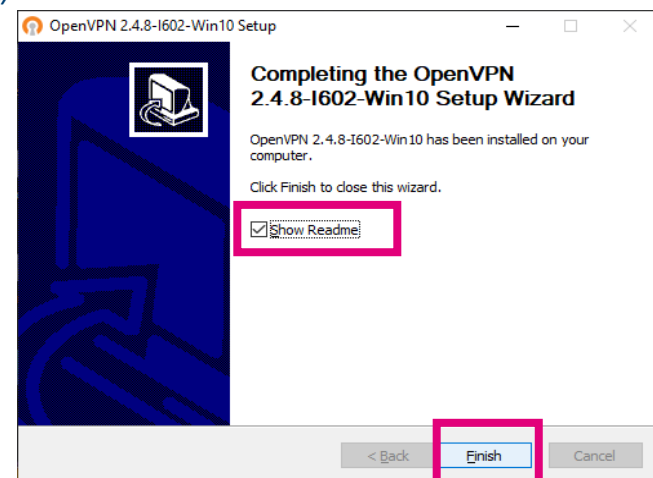 OpenVPN 2.4.8-I602-Win10 Setup
Completing the OpenVPN
2.4.8-I602-Win10 Setup Wizard
OpenVPN 2.4.8-I602-Win10 has been installed on your
computer.
Click Finish to close this wizard.
Show Readme
< Back Finish Cancel